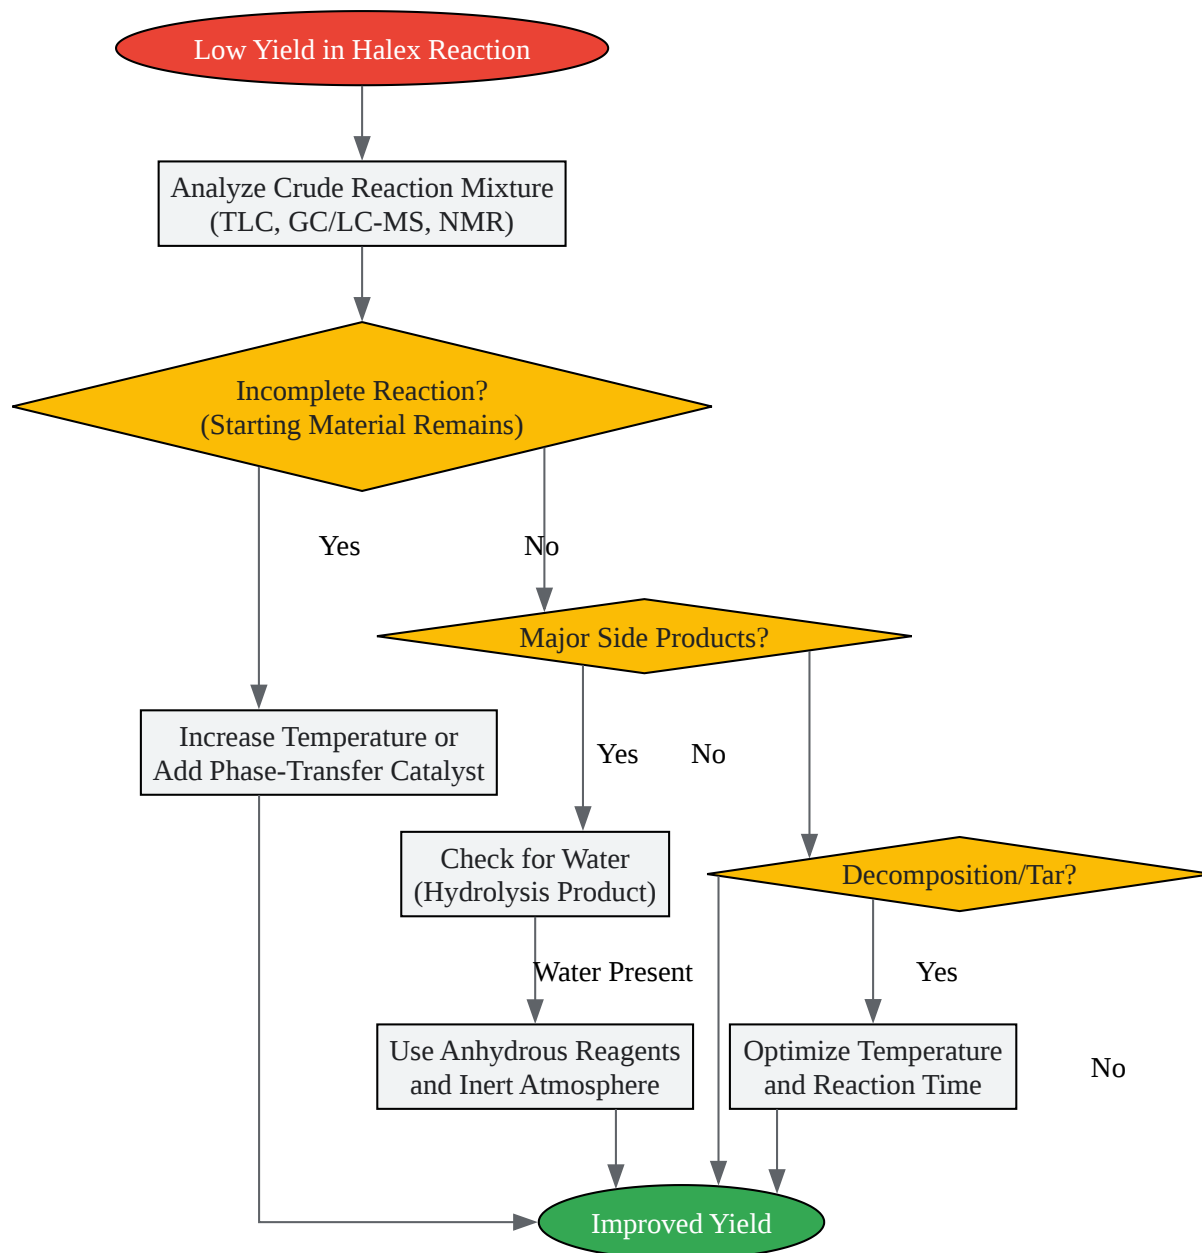 Low Yield in Halex Reaction
Analyze Crude Reaction Mixture
(TLC, GC/LC-MS, NMR)
Incomplete Reaction?
(Starting Material Remains)
Yes
No
Major Side Products?
Increase Temperature or
Add Phase-Transfer Catalyst
Yes
No
Check for Water
(Hydrolysis Product)
Decomposition/Tar?
Water Present
Yes
Use Anhydrous Reagents
and Inert Atmosphere
Optimize Temperature
and Reaction Time
No
Improved Yield